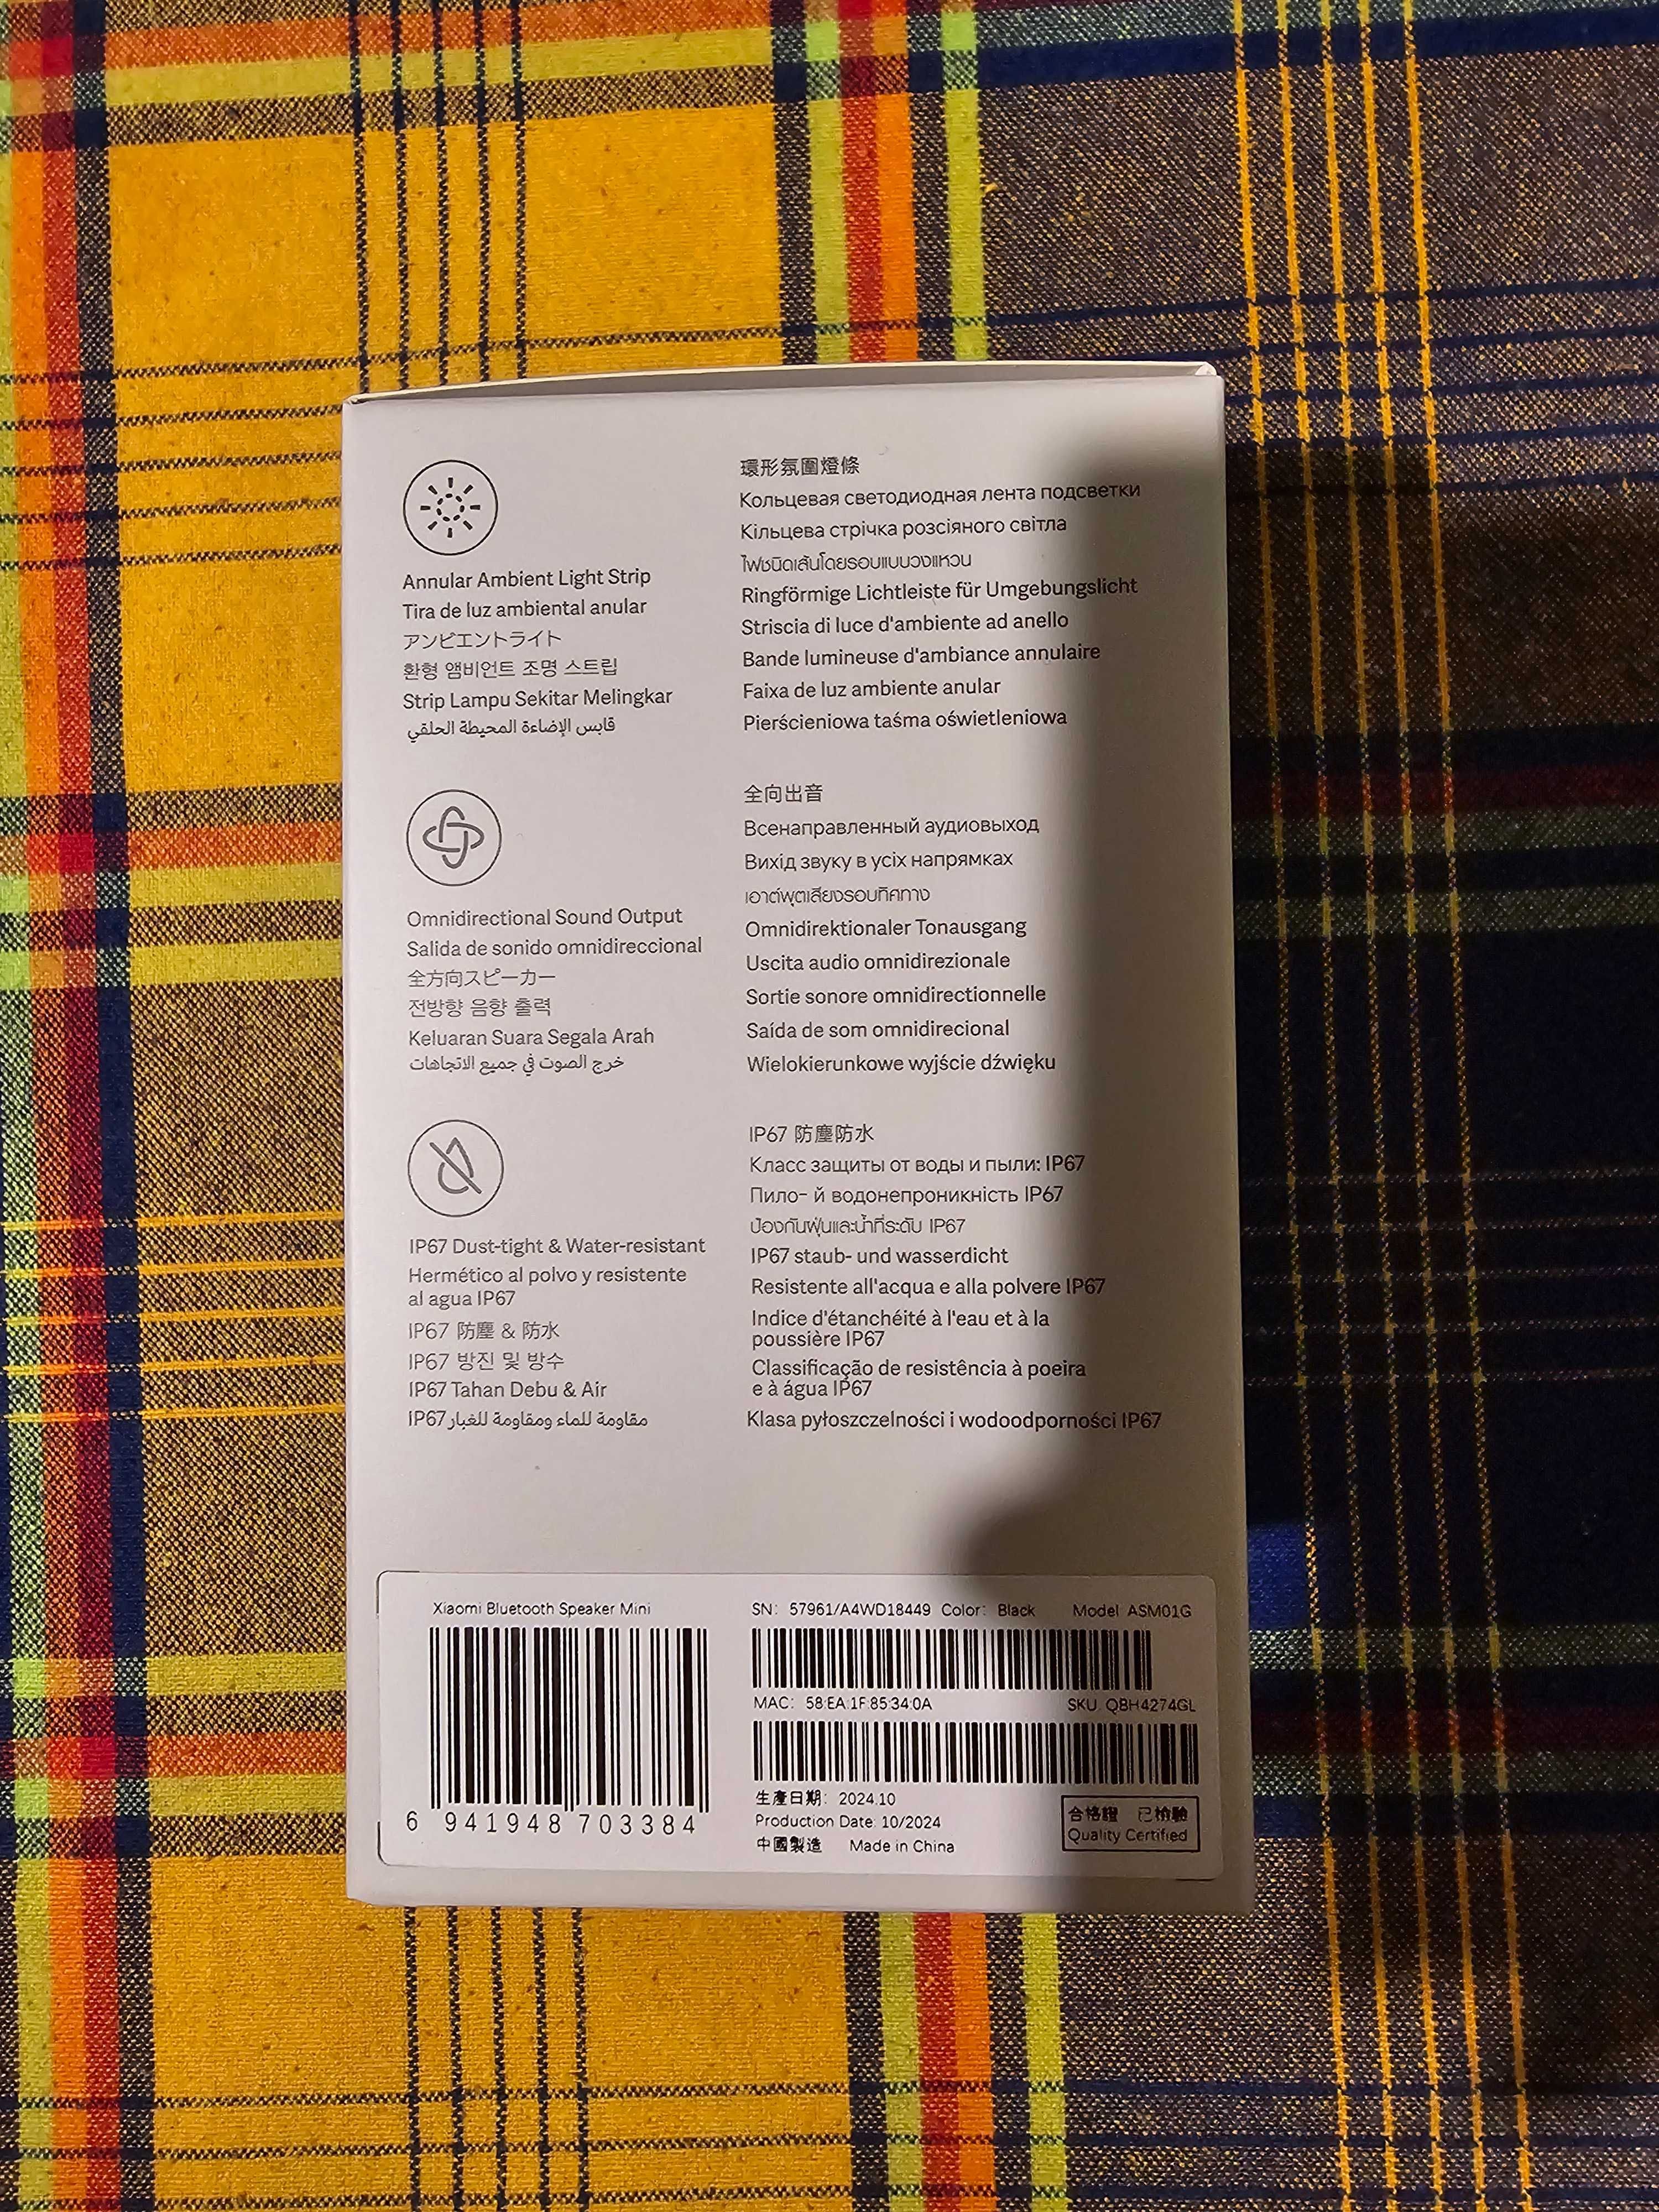 Annular Ambient Light Strip
Tira de luz ambiental anular
アンビエントライト
환형 앰비언트 조명 스트립
Strip Lampu Sekitar Melingkar
قابس الإضاءة المحيطة الحلقي
環形氛圍燈條
Кольцевая светодиодная лента подсветки
Кільцева стрічка розсіяного світла
ไฟชนิดเส้นโดยรอบแบบวงแหวน
Ringförmige Lichtleiste für Umgebungslicht
Striscia di luce d'ambiente ad anello
Bande lumineuse d'ambiance annulaire
Faixa de luz ambiente anular
Pierścieniowa taśma oświetleniowa
Omnidirectional Sound Output
Salida de sonido omnidireccional
全方向スピーカー
전방향 음향 출력
Keluaran Suara Segala Arah
خرج الصوت في جميع الاتجاهات
全向出音
Всенаправленный аудиовыход
Вихід звуку в усіх напрямках
เอาต์พุตเสียงรอบทิศทาง
Omnidirektionaler Tonausgang
Uscita audio omnidirezionale
Sortie sonore omnidirectionnelle
Saída de som omnidirecional
Wielokierunkowe wyjście dźwięku
IP67 Dust-tight & Water-resistant
Hermético al polvo y resistente
al agua IP67
IP67 防塵 & 防水
IP67 방진 및 방수
IP67 Tahan Debu & Air
مقاومة للماء ومقاومة للغبار IP67
IP67 防塵防水
Класс защиты от воды и пыли: IP67
Пило- й водонепроникність IP67
ป้องกันฝุ่นและน้ำที่ระดับ IP67
IP67 staub- und wasserdicht
Resistente all'acqua e alla polvere IP67
Indice d'étanchéité à l'eau et à la
poussière IP67
Classificação de resistência à poeira
e à água IP67
Klasa pyłoszczelności i wodoodporności IP67
Xiaomi Bluetooth Speaker Mini
6 941948 703384
SN: 57961/A4WD18449 Color: Black Model: ASM01G
MAC: 58:EA:1F:85:34:0A SKU: QBH4274GL
生產日期: 2024.10
Production Date: 10/2024
中國製造 Made in China
合格證 已檢驗
Quality Certified